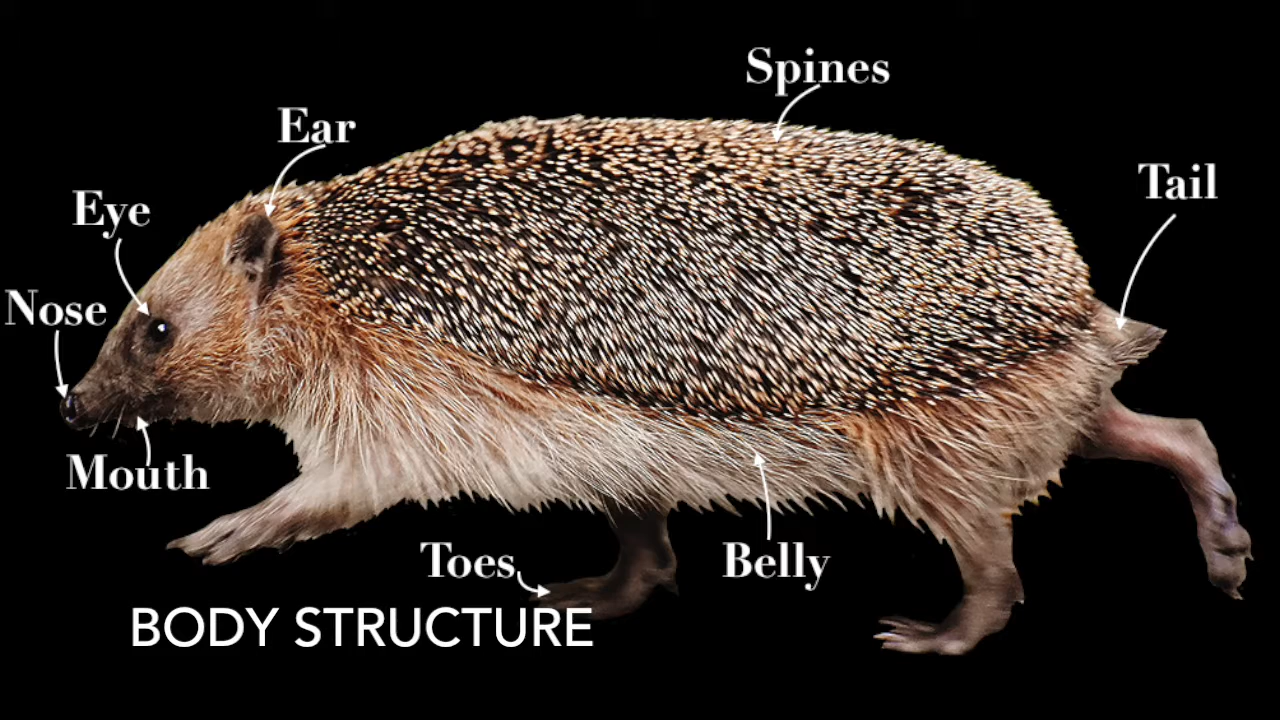 Spines
Ear
Tail
Eye
Nose
Mouth
Toes
Belly
BODY STRUCTURE